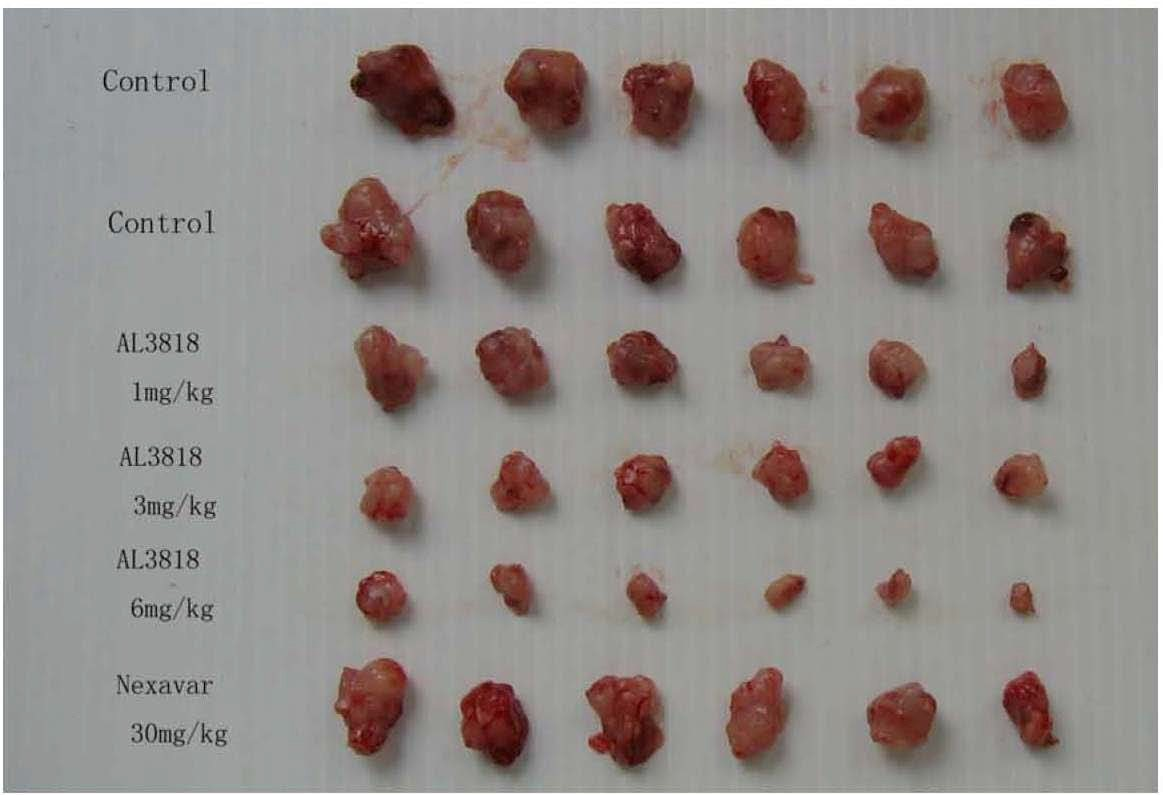 Control
Control
AL3818
1mg/kg
AL3818
3mg/kg
AL3818
6mg/kg
Nexavar
30mg/kg